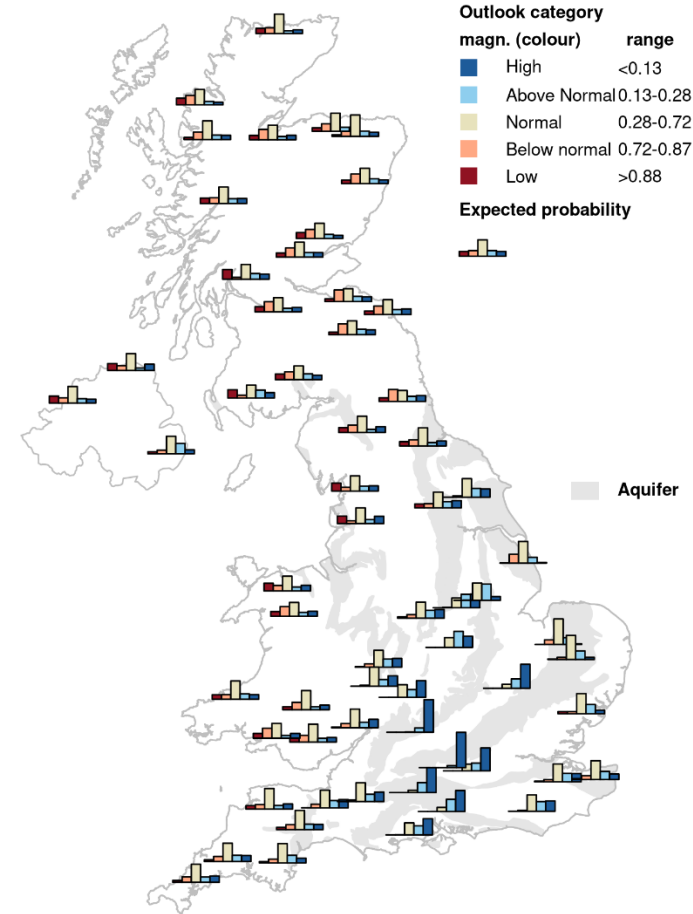 Outlook category
magn. (colour) range
High <0.13
Above Normal 0.13-0.28
Normal 0.28-0.72
Below normal 0.72-0.87
Low >0.88
Expected probability
Aquifer